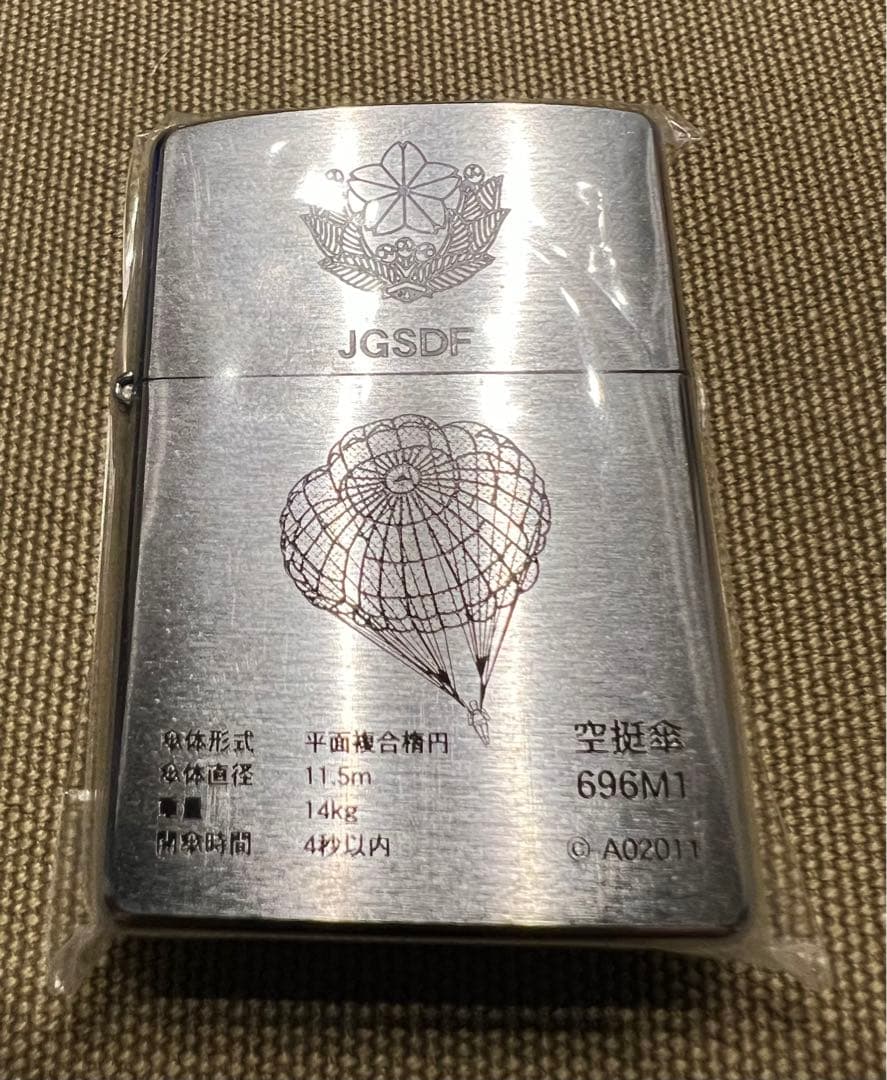 JGSDF
傘体形式 平面複合楕円
傘体直径 11.5m
重量 14kg
開傘時間 4秒以内
空挺傘
696M1
© A02011